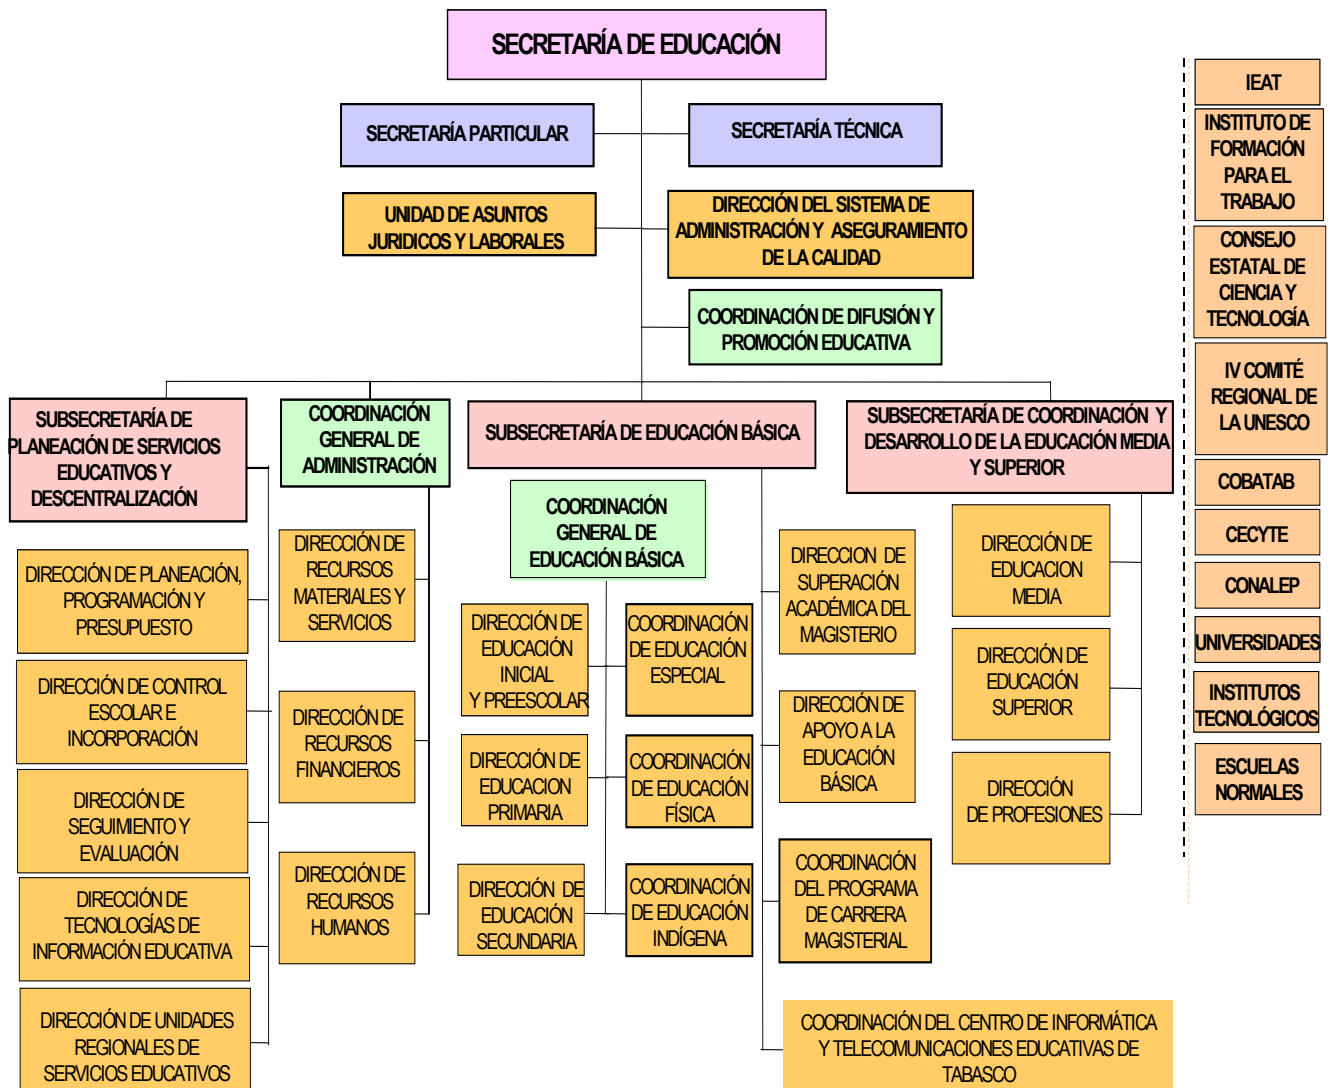 SECRETARÍA DE EDUCACIÓN
SECRETARÍA PARTICULAR
SECRETARÍA TÉCNICA
UNIDAD DE ASUNTOS
JURIDICOS Y LABORALES
DIRECCIÓN DEL SISTEMA DE
ADMINISTRACIÓN Y ASEGURAMIENTO
DE LA CALIDAD
COORDINACIÓN DE DIFUSIÓN Y
PROMOCIÓN EDUCATIVA
SUBSECRETARÍA DE
PLANEACIÓN DE SERVICIOS
EDUCATIVOS Y
DESCENTRALIZACIÓN
DIRECCIÓN DE PLANEACIÓN,
PROGRAMACIÓN Y
PRESUPUESTO
DIRECCIÓN DE CONTROL
ESCOLAR E
INCORPORACIÓN
DIRECCIÓN DE
SEGUIMIENTO Y
EVALUACIÓN
DIRECCIÓN DE
TECNOLOGÍAS DE
INFORMACIÓN EDUCATIVA
DIRECCIÓN DE UNIDADES
REGIONALES DE
SERVICIOS EDUCATIVOS
COORDINACIÓN
GENERAL DE
ADMINISTRACIÓN
DIRECCIÓN DE
RECURSOS
MATERIALES Y
SERVICIOS
DIRECCIÓN DE
RECURSOS
FINANCIEROS
DIRECCIÓN DE
RECURSOS
HUMANOS
SUBSECRETARÍA DE EDUCACIÓN BÁSICA
COORDINACIÓN
GENERAL DE
EDUCACIÓN BÁSICA
DIRECCIÓN DE
EDUCACIÓN
INICIAL
Y PREESCOLAR
DIRECCIÓN DE
EDUCACION
PRIMARIA
DIRECCIÓN DE
EDUCACIÓN
SECUNDARIA
COORDINACIÓN
DE EDUCACIÓN
ESPECIAL
COORDINACIÓN
DE EDUCACIÓN
FÍSICA
COORDINACIÓN
DE EDUCACIÓN
INDÍGENA
DIRECCION DE
SUPERACIÓN
ACADÉMICA DEL
MAGISTERIO
DIRECCIÓN DE
APOYO A LA
EDUCACIÓN
BÁSICA
COORDINACIÓN
DEL PROGRAMA
DE CARRERA
MAGISTERIAL
COORDINACIÓN DEL CENTRO DE INFORMÁTICA
Y TELECOMUNICACIONES EDUCATIVAS DE
TABASCO
SUBSECRETARÍA DE COORDINACIÓN Y
DESARROLLO DE LA EDUCACIÓN MEDIA
Y SUPERIOR
DIRECCIÓN DE
EDUCACION
MEDIA
DIRECCIÓN DE
EDUCACIÓN
SUPERIOR
DIRECCIÓN
DE PROFESIONES
IEAT
INSTITUTO DE
FORMACIÓN
PARA EL
TRABAJO
CONSEJO
ESTATAL DE
CIENCIA Y
TECNOLOGÍA
IV COMITÉ
REGIONAL DE
LA UNESCO
COBATAB
CECYTE
CONALEP
UNIVERSIDADES
INSTITUTOS
TECNOLÓGICOS
ESCUELAS
NORMALES